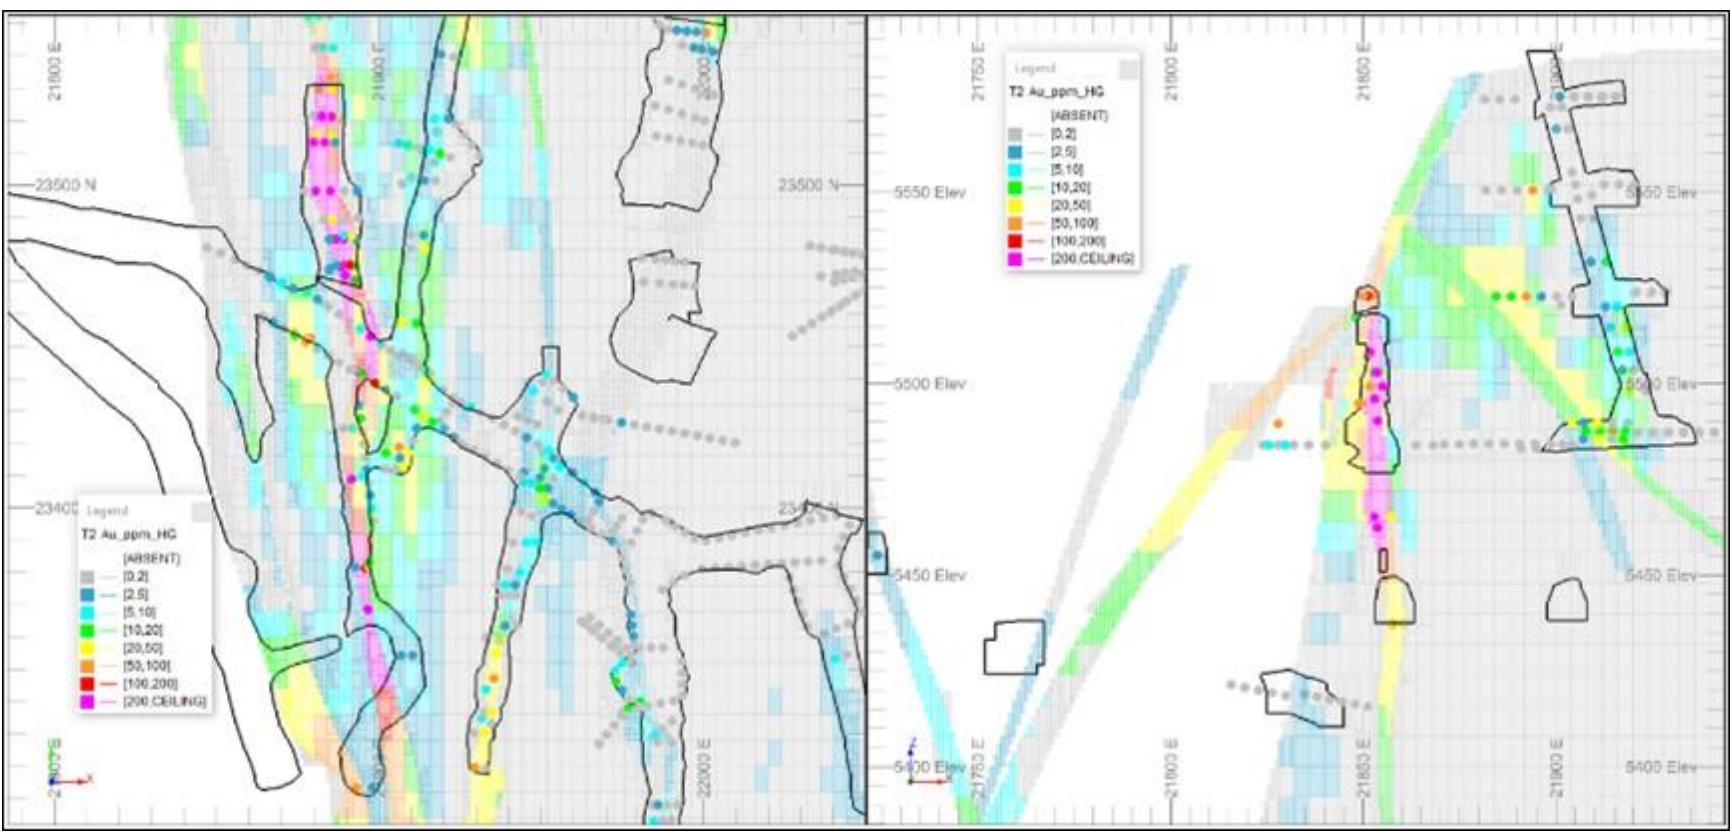 21800 E
21900 E
22000 E
23500 N
23500 N
23400
Legend
T2 Au_ppm_HG
[ABSENT]
[0,2]
[2,5]
[5,10]
[10,20]
[20,50]
[50,100]
[100,200]
[200,CEILING]
22000 E
X
21750 E
21800 E
21850 E
Legend
T2 Au_ppm_HG
[ABSENT]
[0,2]
[2,5]
[5,10]
[10,20]
[20,50]
[50,100]
[100,200]
[200,CEILING]
5550 Elev
5500 Elev
5500 Elev
5450 Elev
5450 Elev
5400 Elev
5400 Elev
21750 E
21800 E
21850 E
21900 E